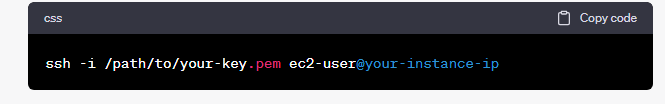 css Copy code
ssh -i /path/to/your-key.pem ec2-user@your-instance-ip